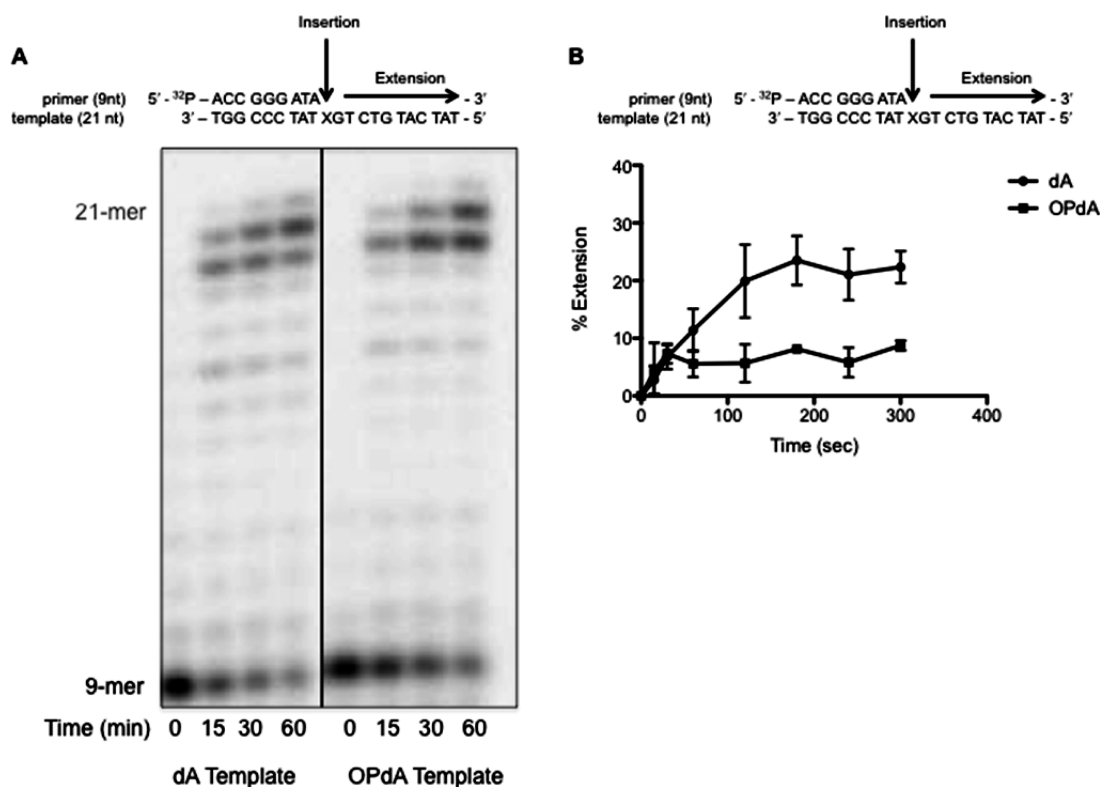 A
Insertion
Extension
primer (9nt) 5′ - ³²P – ACC GGG ATA - 3′
template (21 nt) 3′ – TGG CCC TAT XGT CTG TAC TAT - 5′
21-mer
9-mer
Time (min) 0 15 30 60 0 15 30 60
dA Template OPdA Template
B
Insertion
Extension
primer (9nt) 5′ - ³²P – ACC GGG ATA - 3′
template (21 nt) 3′ – TGG CCC TAT XGT CTG TAC TAT - 5′
40
30
20
10
0
% Extension
0 100 200 300 400
Time (sec)
dA
OPdA